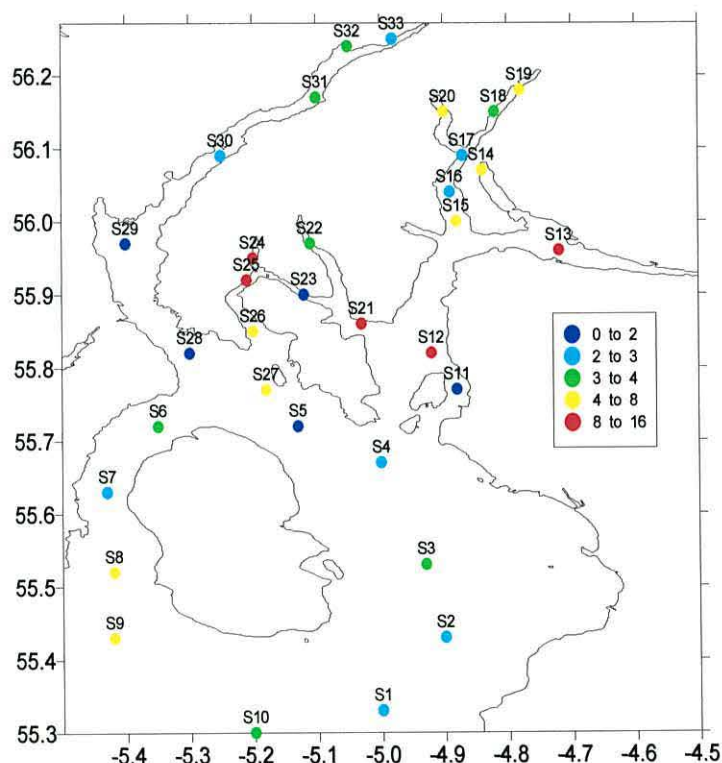 S32 S33
56.2
S31
S19
S20 S18
56.1
S30
S17
S14
S16
56.0
S29
S22
S15
S24
S13
S25
S23
55.9
S21
S26
S12
0 to 2
55.8
S28
2 to 3
S27
S11
3 to 4
4 to 8
55.7
S6
S5
S4
8 to 16
S7
55.6
S8
S3
55.5
S9
S2
55.4
S1
S10
55.3
-5.4 -5.3 -5.2 -5.1 -5.0 -4.9 -4.8 -4.7 -4.6 -4.5